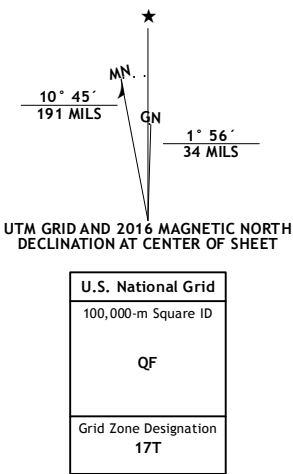 ★
MN
GN
10° 45´
191 MILS
1° 56´
34 MILS
UTM GRID AND 2016 MAGNETIC NORTH
DECLINATION AT CENTER OF SHEET
U.S. National Grid
100,000-m Square ID
QF
Grid Zone Designation
17T